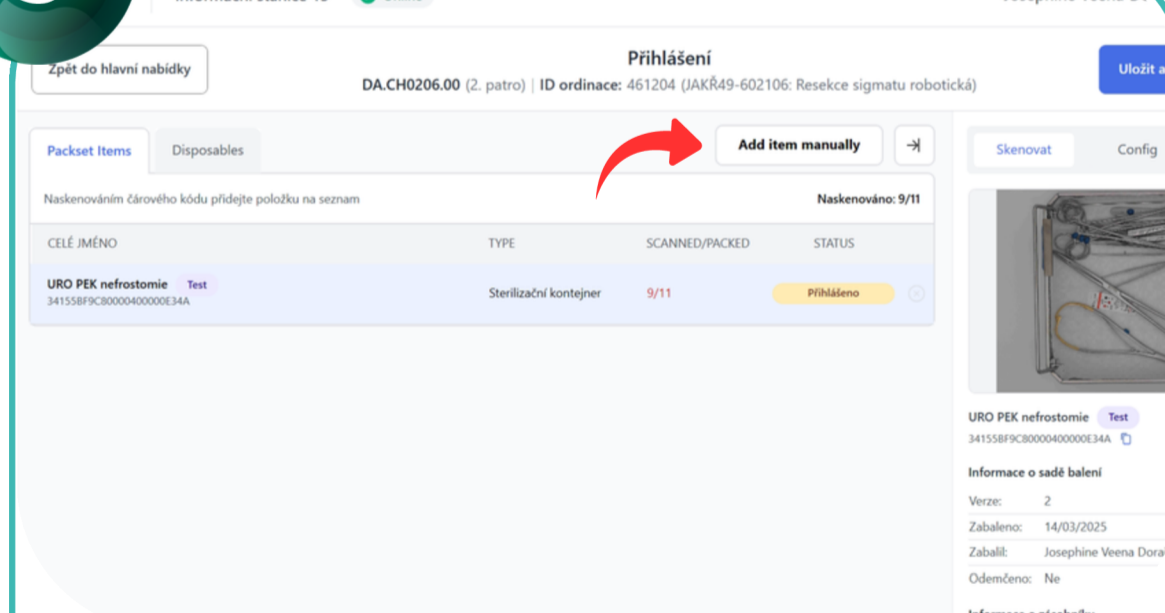 Zpět do hlavní nabídky
Přihlášení
DA.CH0206.00 (2. patro) | ID ordinace: 461204 (JAKŘ49-602106: Resekce sigmatu robotická)
Uložit a
Packset Items
Disposables
Add item manually
Skenovat
Config
Naskenováním čárového kódu přidejte položku na seznam
Naskenováno: 9/11
CELÉ JMÉNO
TYPE
SCANNED/PACKED
STATUS
URO PEK nefrostomie Test
34155BF9C80000400000E34A
Sterilizační kontejner
9/11
Přihlášeno
URO PEK nefrostomie Test
34155BF9C80000400000E34A
Informace o sadě balení
Verze: 2
Zabaleno: 14/03/2025
Zabalil: Josephine Veena Dora
Odemčeno: Ne